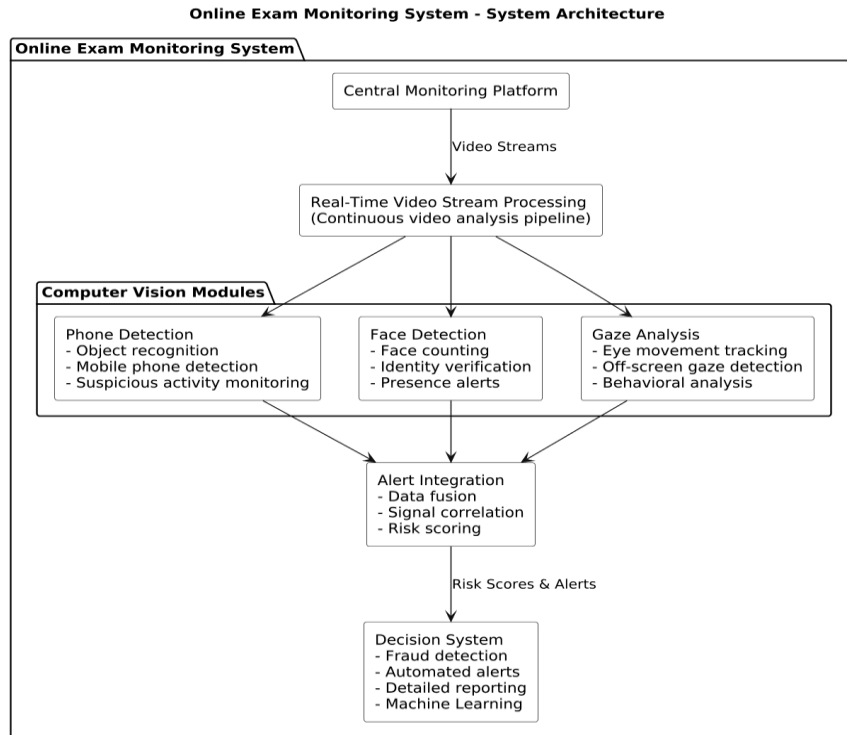 Online Exam Monitoring System - System Architecture
Online Exam Monitoring System
Central Monitoring Platform
Video Streams
Real-Time Video Stream Processing
(Continuous video analysis pipeline)
Computer Vision Modules
Phone Detection
- Object recognition
- Mobile phone detection
- Suspicious activity monitoring
Face Detection
- Face counting
- Identity verification
- Presence alerts
Gaze Analysis
- Eye movement tracking
- Off-screen gaze detection
- Behavioral analysis
Alert Integration
- Data fusion
- Signal correlation
- Risk scoring
Risk Scores & Alerts
Decision System
- Fraud detection
- Automated alerts
- Detailed reporting
- Machine Learning